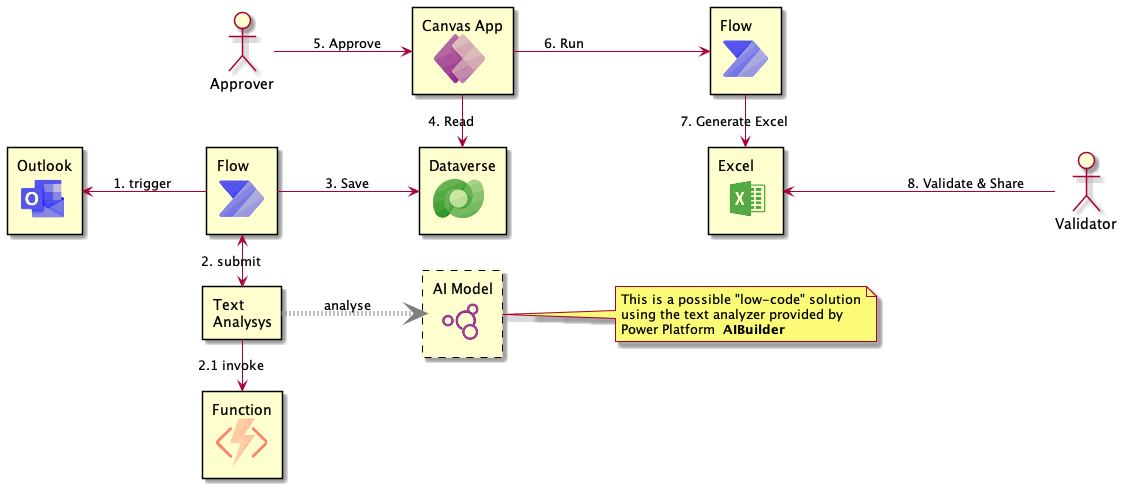 Approver
5. Approve
Canvas App
6. Run
Flow
4. Read
7. Generate Excel
Outlook
1. trigger
Flow
3. Save
Dataverse
Excel
8. Validate & Share
Validator
2. submit
Text
Analysys
analyse
AI Model
This is a possible "low-code" solution
using the text analyzer provided by
Power Platform AIBuilder
2.1 invoke
Function